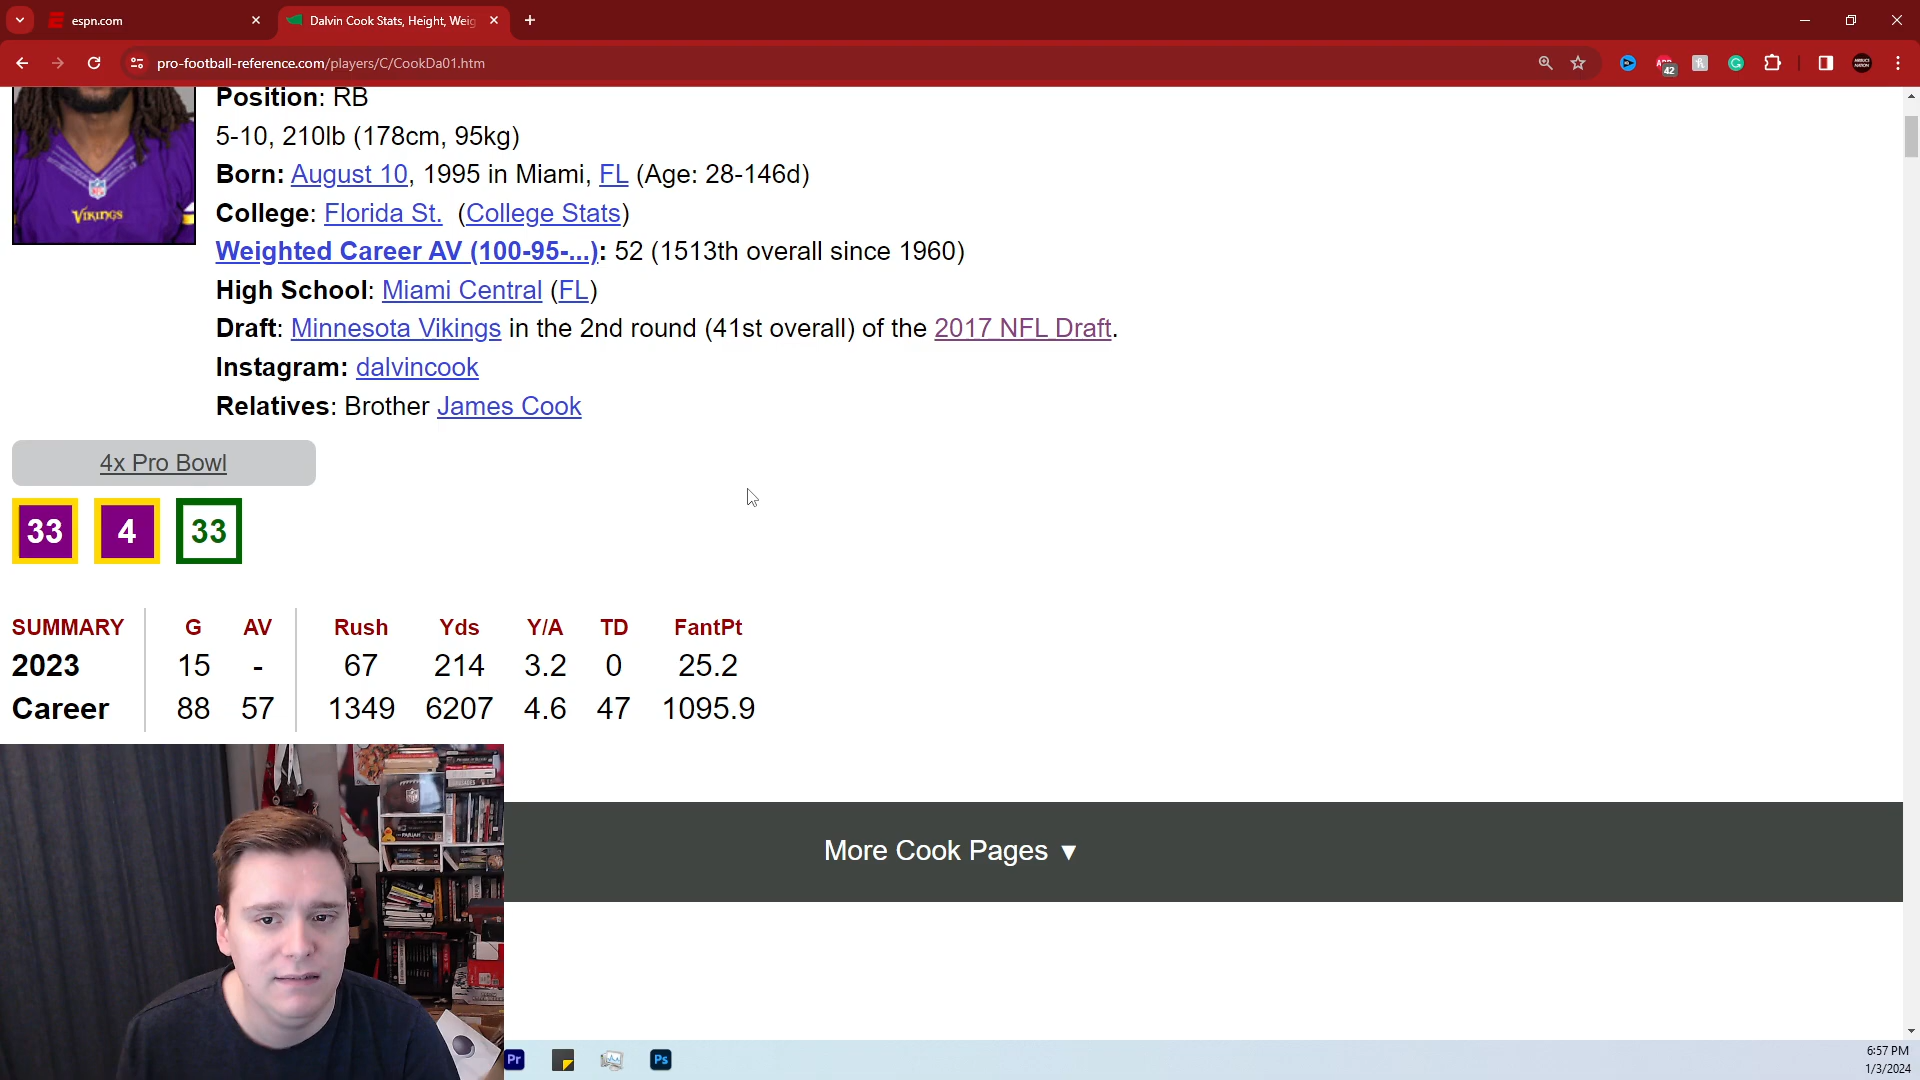 espn.com
Dalvin Cook Stats, Height, Weig
pro-football-reference.com/players/C/CookDa01.htm
42
VIKINGS
Position: RB
5-10, 210lb (178cm, 95kg)
Born: August 10, 1995 in Miami, FL (Age: 28-146d)
College: Florida St. (College Stats)
Weighted Career AV (100-95-...): 52 (1513th overall since 1960)
High School: Miami Central (FL)
Draft: Minnesota Vikings in the 2nd round (41st overall) of the 2017 NFL Draft.
Instagram: dalvincook
Relatives: Brother James Cook
4x Pro Bowl
33 4 33
SUMMARY G AV Rush Yds Y/A TD FantPt
2023 15 - 67 214 3.2 0 25.2
Career 88 57 1349 6207 4.6 47 1095.9
More Cook Pages ▼
Pr
Ps
6:57 PM
1/3/2024